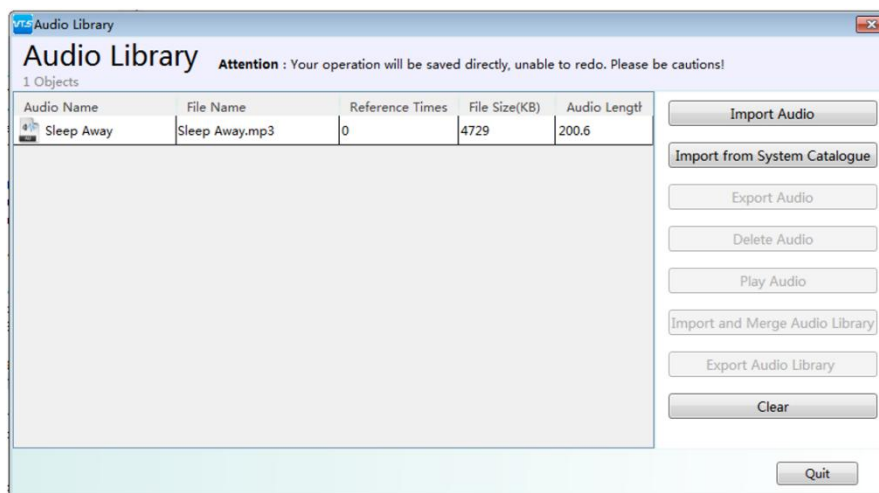 VTS Audio Library
Audio Library Attention : Your operation will be saved directly, unable to redo. Please be cautions!
1 Objects
Audio Name File Name Reference Times File Size(KB) Audio Length
Sleep Away Sleep Away.mp3 0 4729 200.6
Import Audio
Import from System Catalogue
Export Audio
Delete Audio
Play Audio
Import and Merge Audio Library
Export Audio Library
Clear
Quit